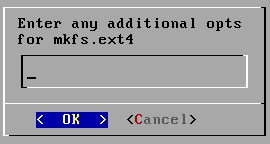 Enter any additional opts
for mkfs.ext4
_
< OK > <Cancel>